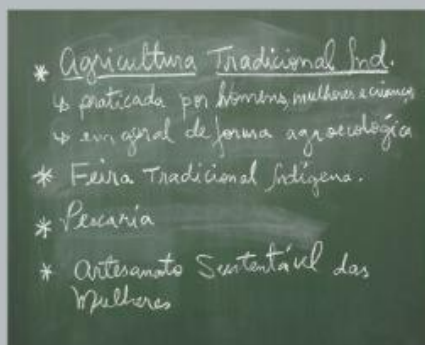 * Agricultura Tradicional Ind.
↳ praticada por homens, mulheres e crianças
↳ em geral de forma agroecológica
* Feira Tradicional Indígena.
* Pescaria
* Artesanato Sustentável das
Mulheres